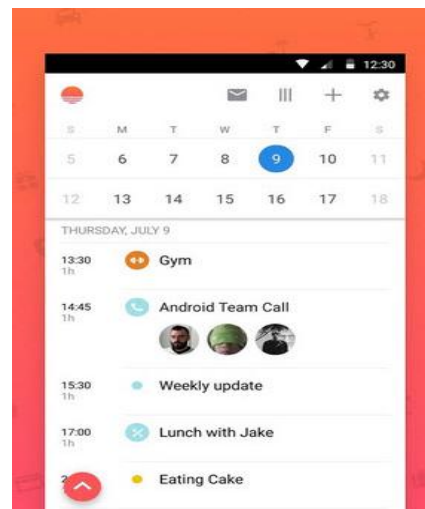 12:30
S M T W T F S
5 6 7 8 9 10 11
12 13 14 15 16 17 18
THURSDAY, JULY 9
13:30 Gym
1h
14:45 Android Team Call
1h
15:30 Weekly update
1h
17:00 Lunch with Jake
1h
Eating Cake